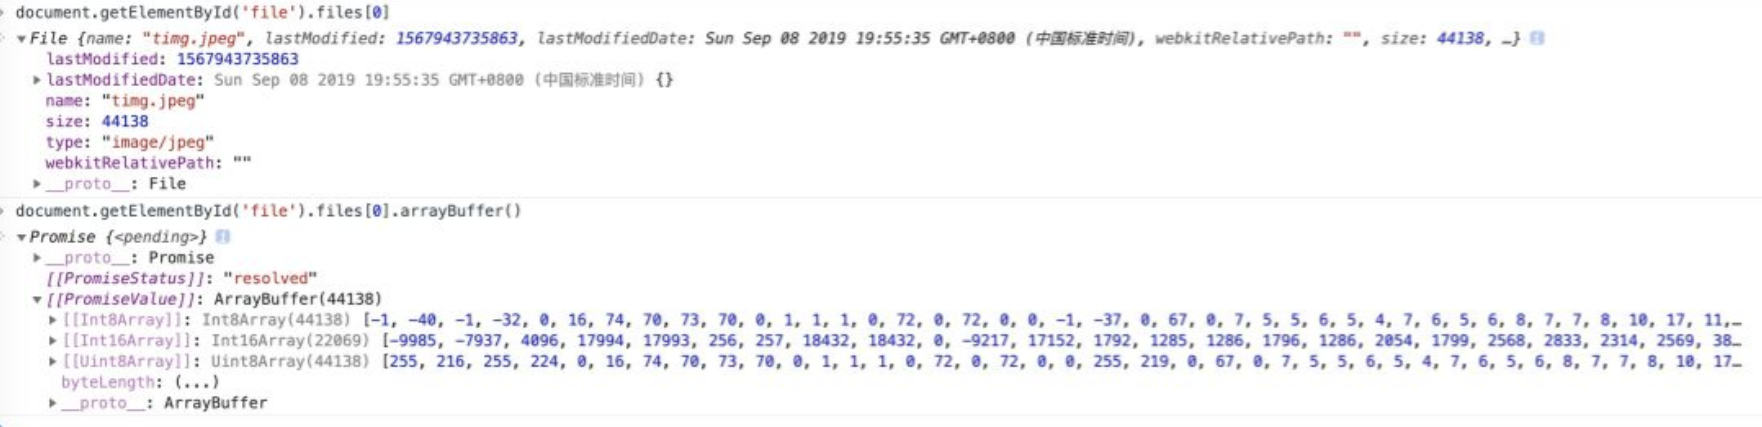 document.getElementById('file').files[0]
▼File {name: "timg.jpeg", lastModified: 1567943735863, lastModifiedDate: Sun Sep 08 2019 19:55:35 GMT+0800 (中国标准时间), webkitRelativePath: "", size: 44138, …}
lastModified: 1567943735863
▶lastModifiedDate: Sun Sep 08 2019 19:55:35 GMT+0800 (中国标准时间) {}
name: "timg.jpeg"
size: 44138
type: "image/jpeg"
webkitRelativePath: ""
▶__proto__: File
document.getElementById('file').files[0].arrayBuffer()
▼Promise {<pending>}
▶__proto__: Promise
[[PromiseStatus]]: "resolved"
▼[[PromiseValue]]: ArrayBuffer(44138)
▶[[Int8Array]]: Int8Array(44138) [-1, -40, -1, -32, 0, 16, 74, 70, 73, 70, 0, 1, 1, 1, 0, 72, 0, 72, 0, 0, -1, -37, 0, 67, 0, 7, 5, 5, 6, 5, 4, 7, 6, 5, 6, 8, 7, 7, 8, 10, 17, 11,…
▶[[Int16Array]]: Int16Array(22069) [-9985, -7937, 4096, 17994, 17993, 256, 257, 18432, 18432, 0, -9217, 17152, 1792, 1285, 1286, 1796, 1286, 2054, 1799, 2568, 2833, 2314, 2569, 38…
▶[[Uint8Array]]: Uint8Array(44138) [255, 216, 255, 224, 0, 16, 74, 70, 73, 70, 0, 1, 1, 1, 0, 72, 0, 72, 0, 0, 255, 219, 0, 67, 0, 7, 5, 5, 6, 5, 4, 7, 6, 5, 6, 8, 7, 7, 8, 10, 17…
byteLength: (...)
▶__proto__: ArrayBuffer